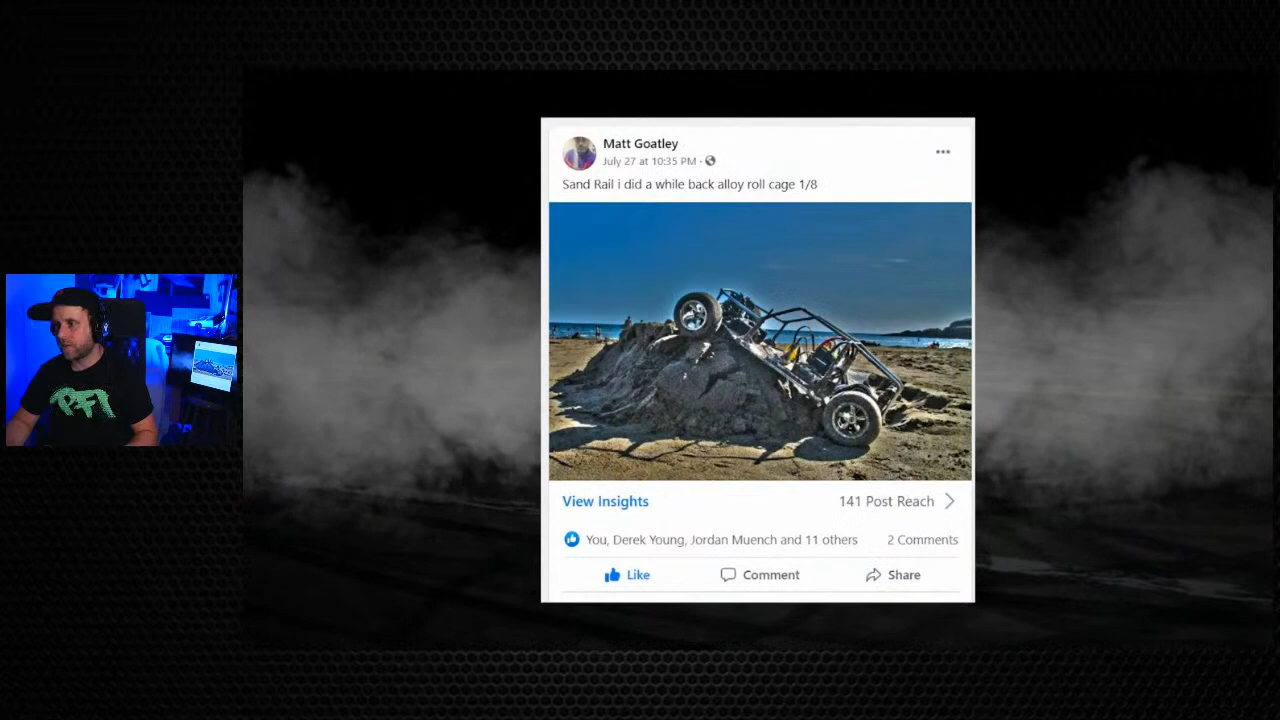 Matt Goatley
July 27 at 10:35 PM ·
Sand Rail i did a while back alloy roll cage 1/8
View Insights
141 Post Reach
You, Derek Young, Jordan Muench and 11 others
2 Comments
Like
Comment
Share
PFI